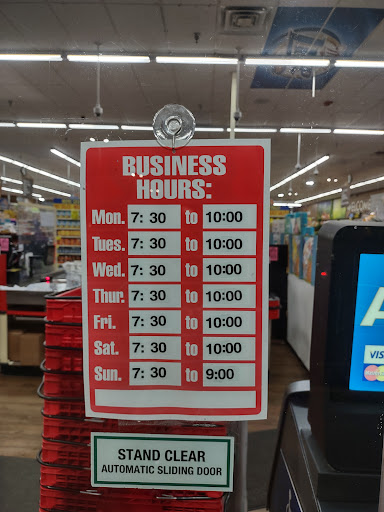 BUSINESS
HOURS:
Mon. 7: 30 to 10:00
Tues. 7: 30 to 10:00
Wed. 7: 30 to 10:00
Thur. 7: 30 to 10:00
Fri. 7: 30 to 10:00
Sat. 7: 30 to 10:00
Sun. 7: 30 to 9:00
STAND CLEAR
AUTOMATIC SLIDING DOOR
A
VISA